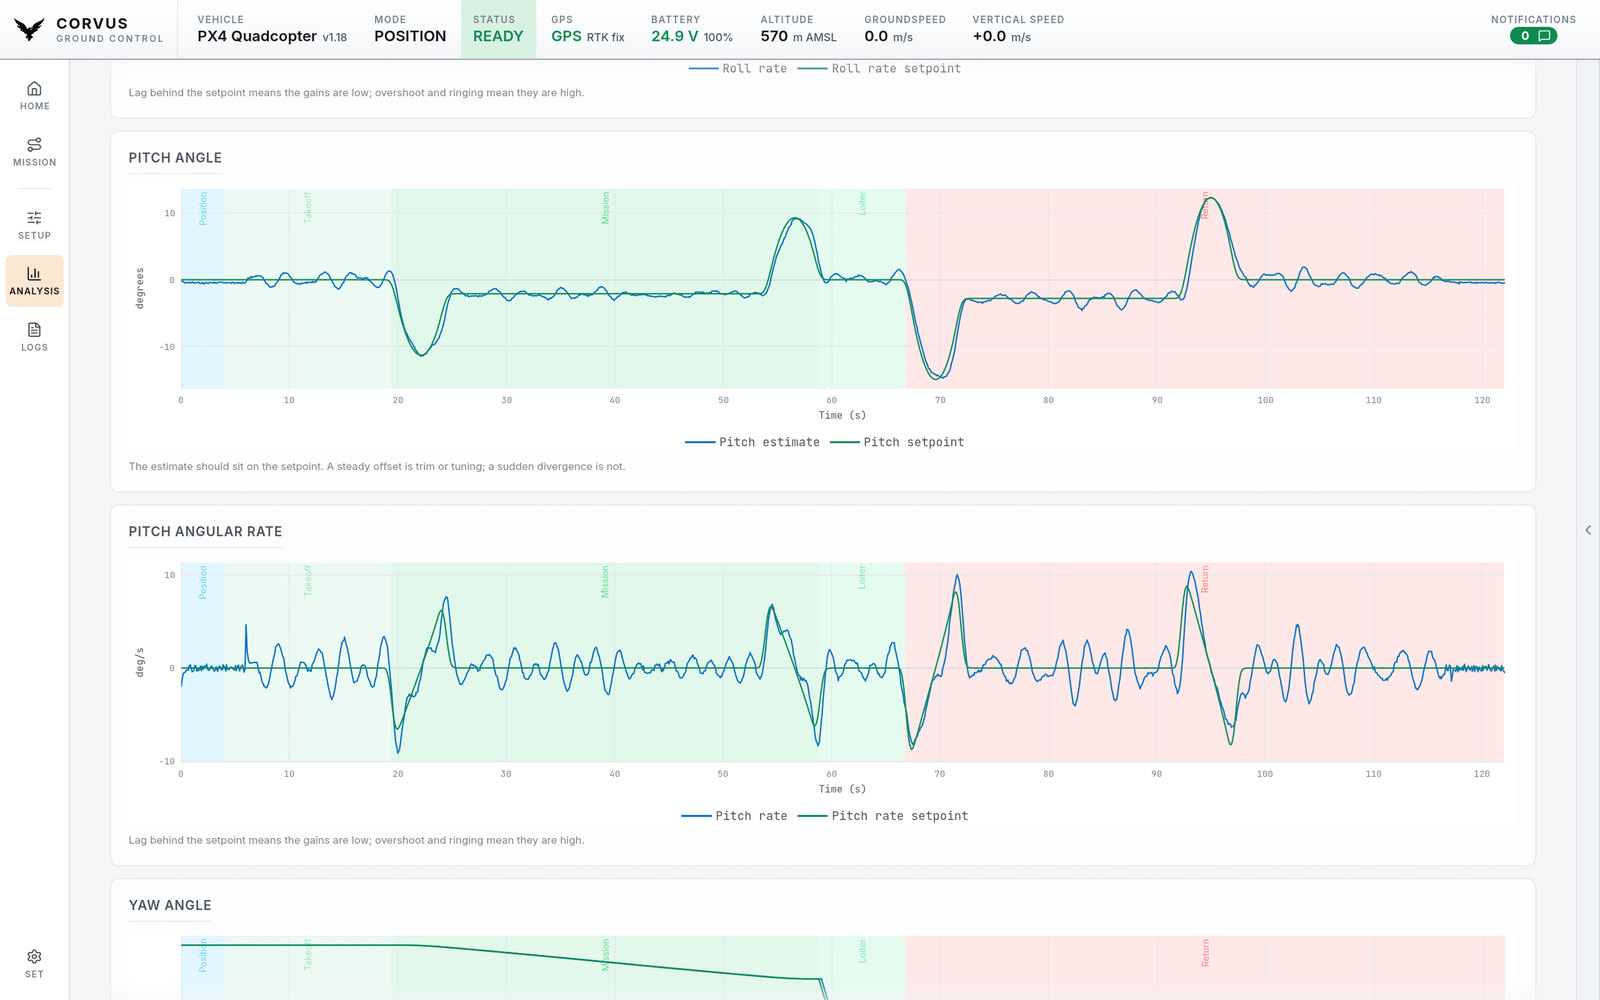 CORVUS
GROUND CONTROL
VEHICLE
PX4 Quadcopter v1.18
MODE
POSITION
STATUS
READY
GPS
GPS RTK fix
BATTERY
24.9 V 100%
ALTITUDE
570 m AMSL
GROUNDSPEED
0.0 m/s
VERTICAL SPEED
+0.0 m/s
NOTIFICATIONS
0
HOME
MISSION
SETUP
ANALYSIS
LOGS
SET
Roll rate
Roll rate setpoint
Lag behind the setpoint means the gains are low; overshoot and ringing mean they are high.
PITCH ANGLE
Position
Takeoff
Mission
Loiter
Return
degrees
10
0
-10
0 10 20 30 40 50 60 70 80 90 100 110 120
Time (s)
Pitch estimate
Pitch setpoint
The estimate should sit on the setpoint. A steady offset is trim or tuning; a sudden divergence is not.
PITCH ANGULAR RATE
Position
Takeoff
Mission
Loiter
Return
deg/s
10
0
-10
0 10 20 30 40 50 60 70 80 90 100 110 120
Time (s)
Pitch rate
Pitch rate setpoint
Lag behind the setpoint means the gains are low; overshoot and ringing mean they are high.
YAW ANGLE
Position
Takeoff
Mission
Loiter
Return